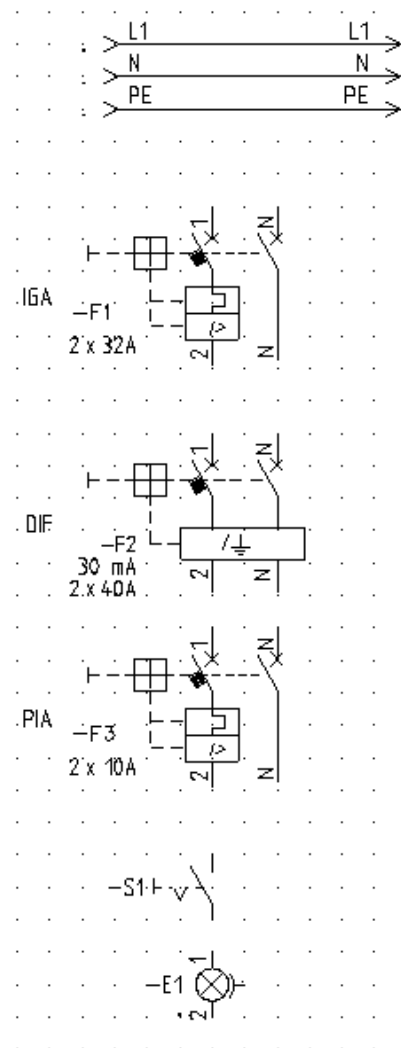 L1 L1
N N
PE PE
1 N
IGA
-F1
2 x 32A
2 N
1 N
DIF
-F2
30 mA
2 x 40A
2 N
1 N
PIA
-F3
2 x 10A
2 N
-S1
1
-E1
2